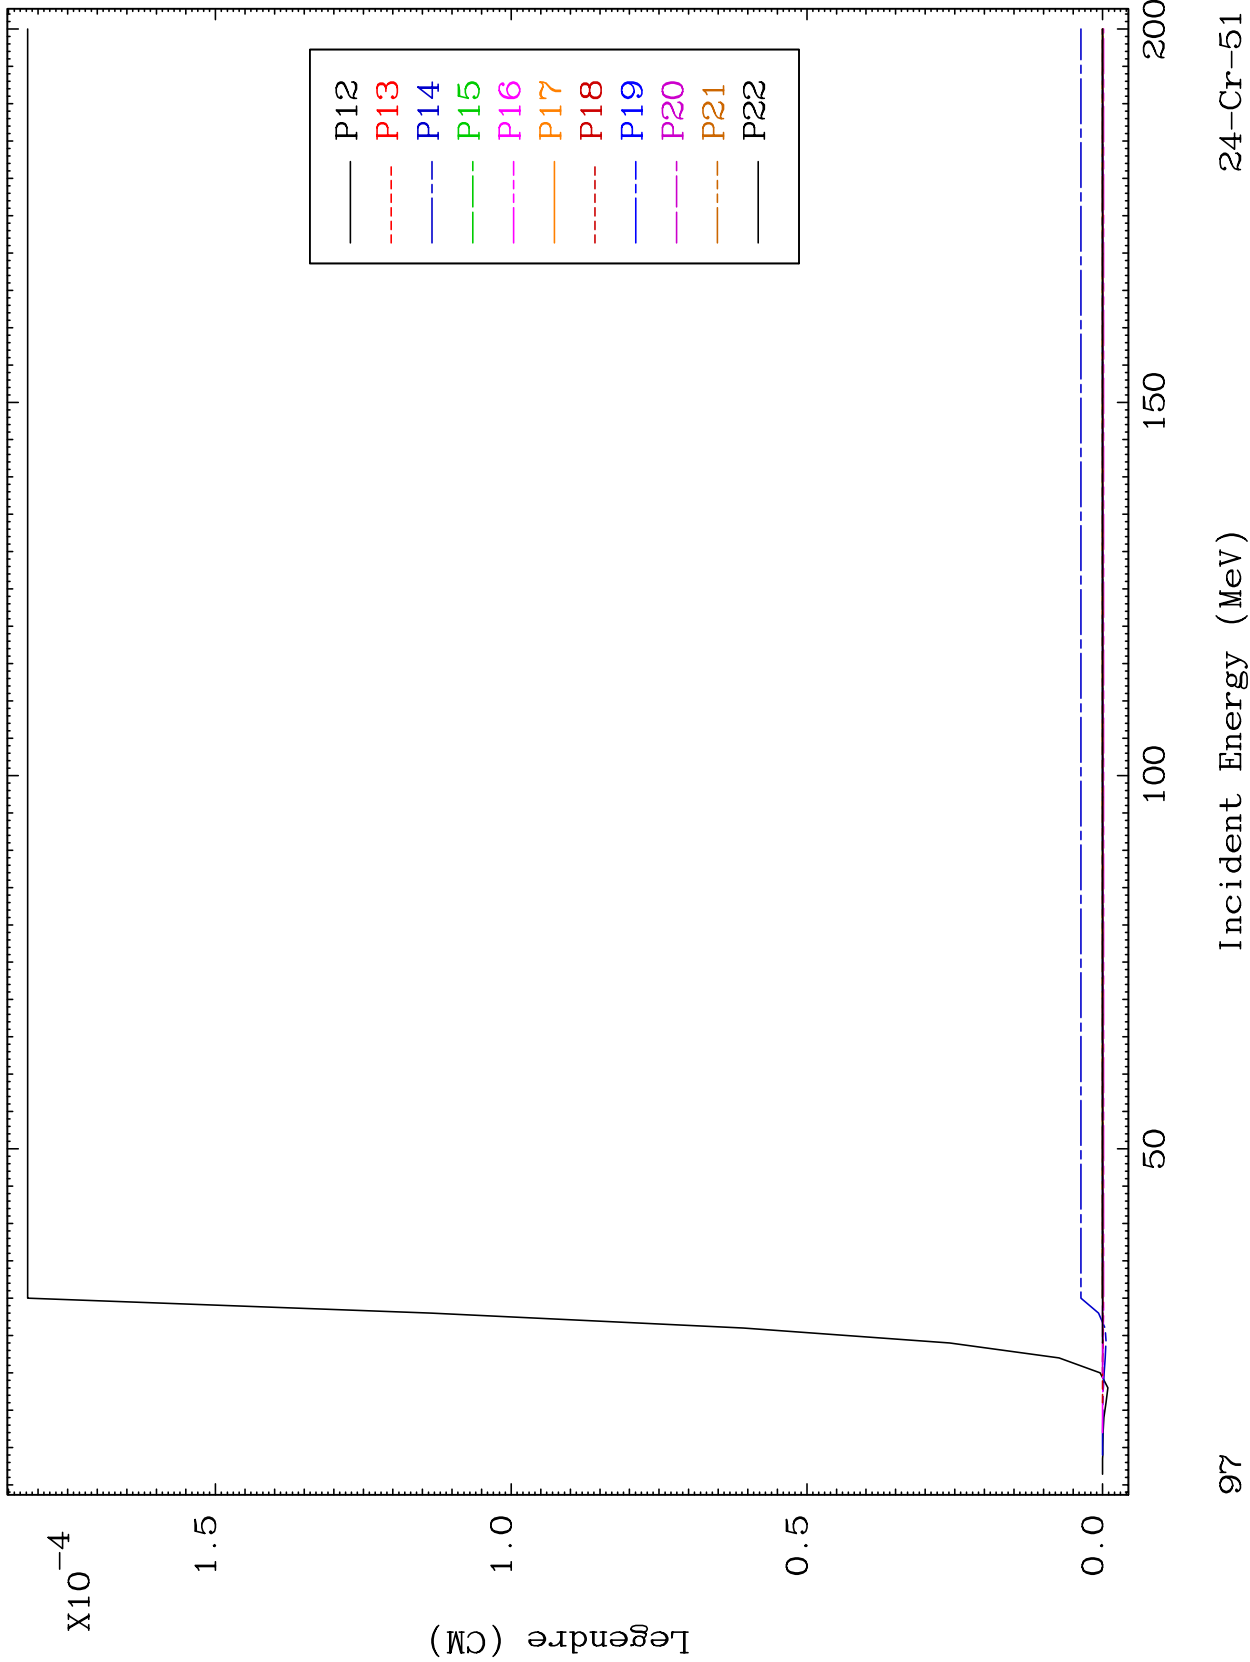 X10⁻⁴
1.5
1.0
0.5
0.0
Legendre (CM)
P12
P13
P14
P15
P16
P17
P18
P19
P20
P21
P22
50
100
150
200
Incident Energy (MeV)
97
24-Cr-51